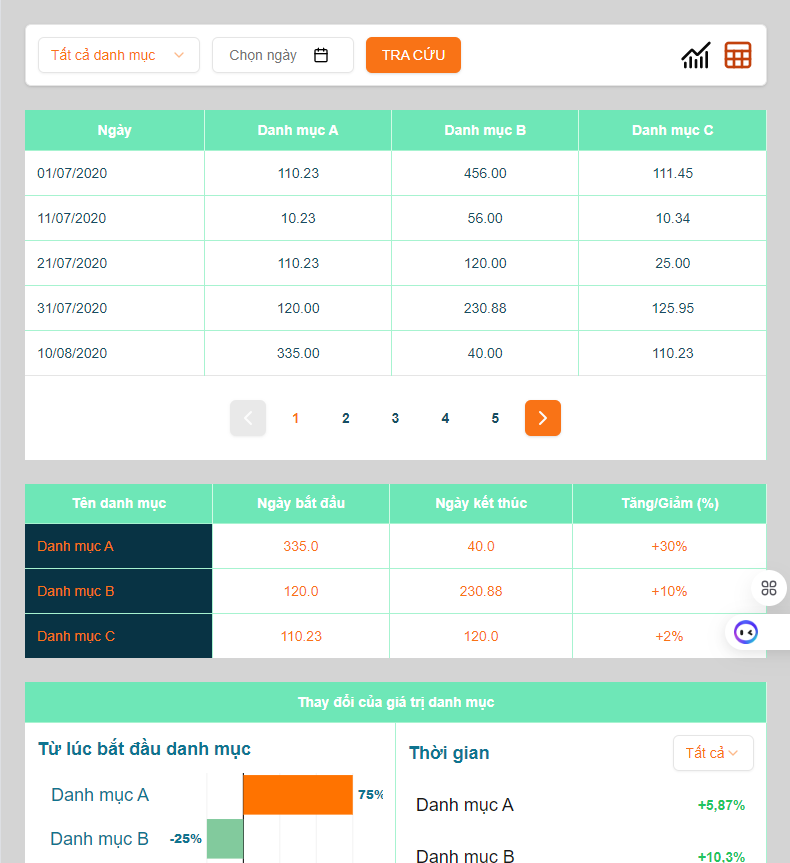 Tất cả danh mục Chọn ngày TRA CỨU
Ngày Danh mục A Danh mục B Danh mục C
01/07/2020 110.23 456.00 111.45
11/07/2020 10.23 56.00 10.34
21/07/2020 110.23 120.00 25.00
31/07/2020 120.00 230.88 125.95
10/08/2020 335.00 40.00 110.23
1 2 3 4 5
Tên danh mục Ngày bắt đầu Ngày kết thúc Tăng/Giảm (%)
Danh mục A 335.0 40.0 +30%
Danh mục B 120.0 230.88 +10%
Danh mục C 110.23 120.0 +2%
Thay đổi của giá trị danh mục
Từ lúc bắt đầu danh mục
Danh mục A 75%
Danh mục B -25%
Thời gian Tất cả
Danh mục A +5,87%
Danh mục B +10,3%